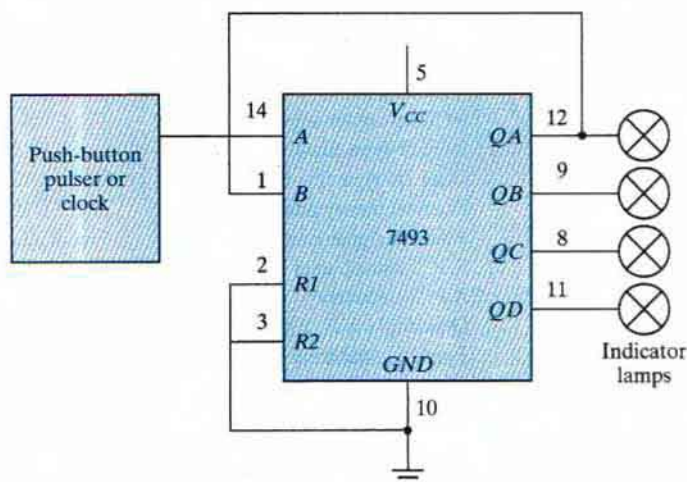 5
14
12
V_CC
A
QA
Push-button
pulser or
clock
1
9
B
QB
7493
2
8
R1
QC
3
11
R2
QD
GND
Indicator
lamps
10